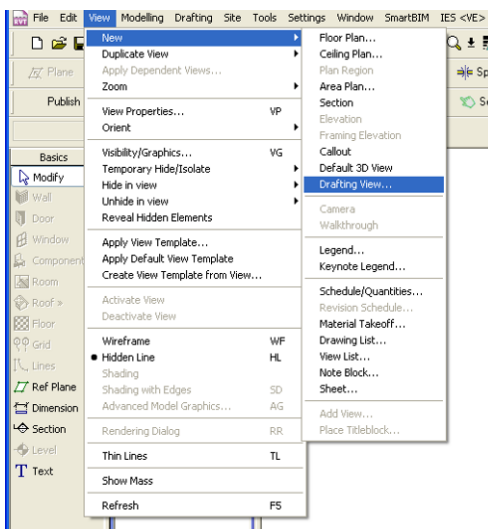 File Edit View Modelling Drafting Site Tools Settings Window SmartBIM IES <VE>
Plane
Publish
Basics
Modify
Wall
Door
Window
Component
Room
Roof »
Floor
Grid
Lines
Ref Plane
Dimension
Section
Level
Text
New
Duplicate View
Apply Dependent Views...
Zoom
View Properties... VP
Orient
Visibility/Graphics... VG
Temporary Hide/Isolate
Hide in view
Unhide in view
Reveal Hidden Elements
Apply View Template...
Apply Default View Template
Create View Template from View...
Activate View
Deactivate View
Wireframe WF
Hidden Line HL
Shading
Shading with Edges SD
Advanced Model Graphics... AG
Rendering Dialog RR
Thin Lines TL
Show Mass
Refresh F5
Floor Plan...
Ceiling Plan...
Plan Region
Area Plan...
Section
Elevation
Framing Elevation
Callout
Default 3D View
Drafting View...
Camera
Walkthrough
Legend...
Keynote Legend...
Schedule/Quantities...
Revision Schedule...
Material Takeoff...
Drawing List...
View List...
Note Block...
Sheet...
Add View...
Place Titleblock...